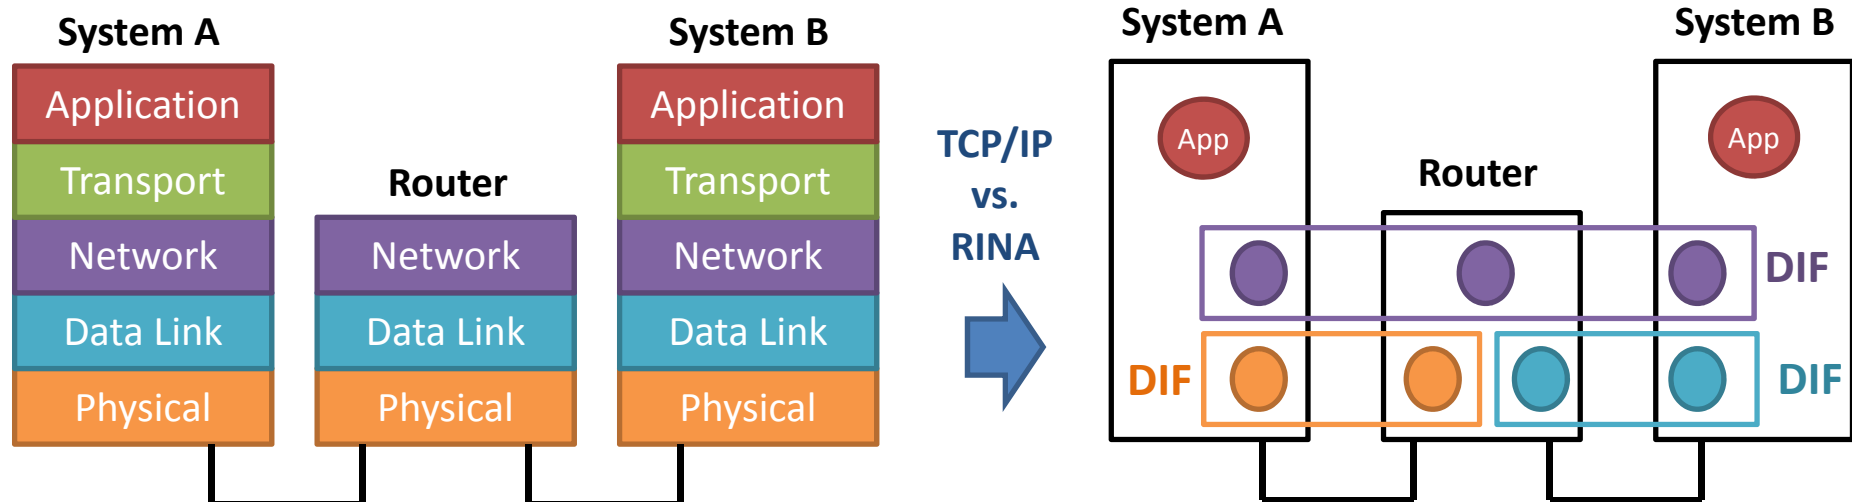 System A
System B
Application
Transport
Network
Data Link
Physical
Router
Network
Data Link
Physical
Application
Transport
Network
Data Link
Physical
TCP/IP
vs.
RINA
System A
System B
App
App
Router
DIF
DIF
DIF